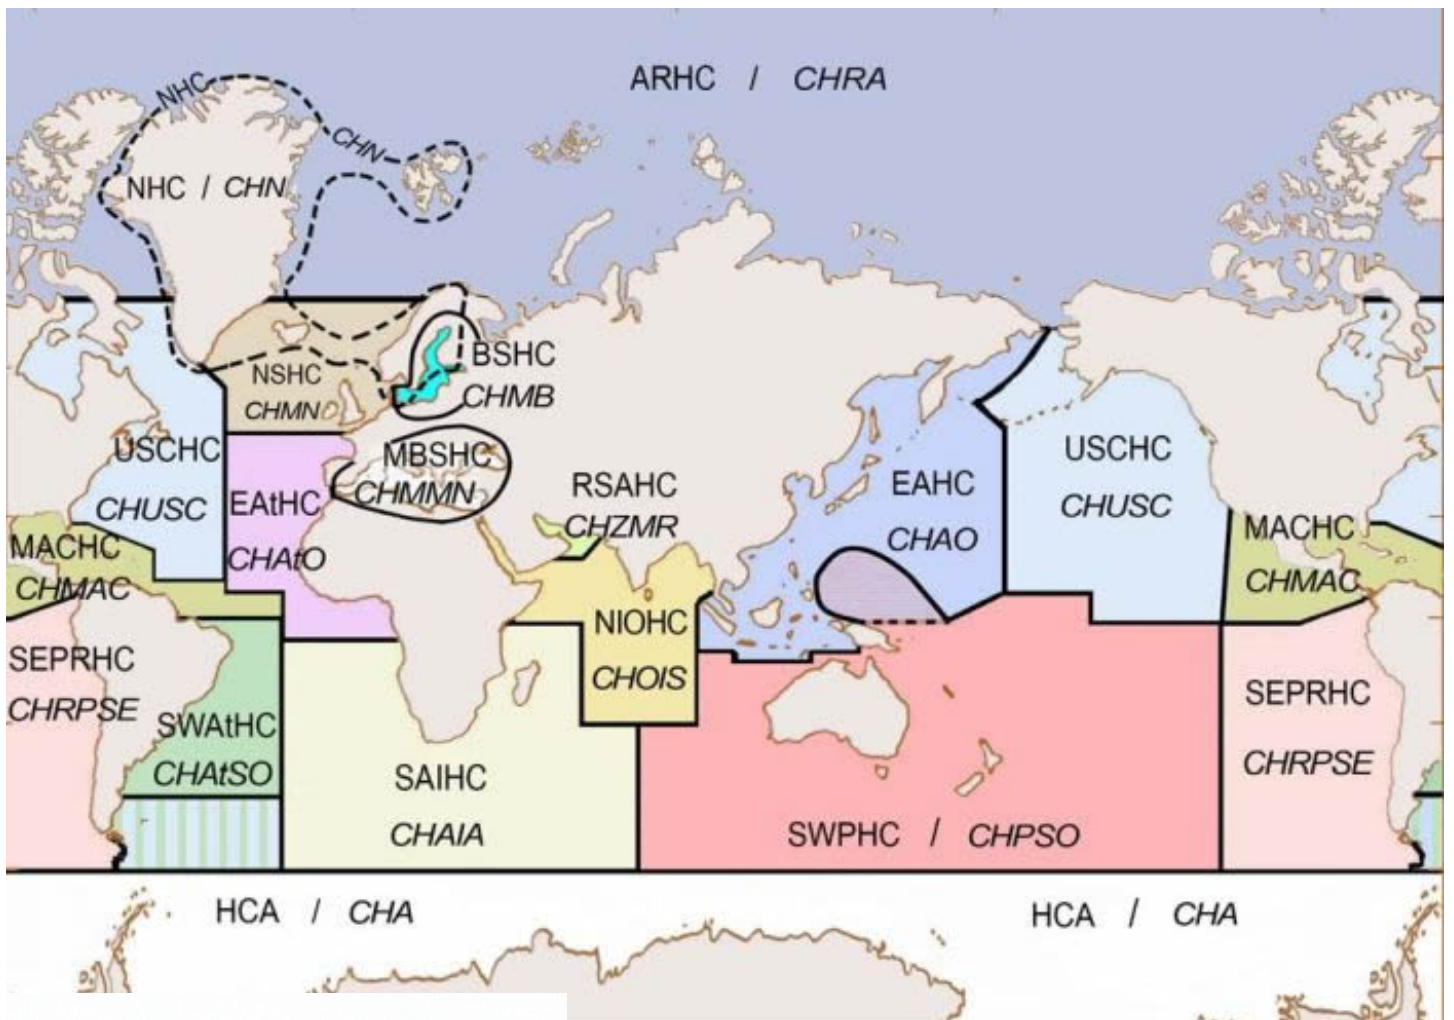 ARHC / CHRA
NHC
CHN
NHC / CHN
BSHC
CHMB
NSHC
CHMN
USCHC
CHUSC
MBSHC
CHMMN
EAtHC
CHAtO
RSAHC
CHZMR
EAHC
CHAO
USCHC
CHUSC
MACHC
CHMAC
MACHC
CHMAC
NIOHC
CHOIS
SEPRHC
CHRPSE
SWAtHC
CHAtSO
SAIHC
CHAIA
SWPHC / CHPSO
SEPRHC
CHRPSE
HCA / CHA
HCA / CHA